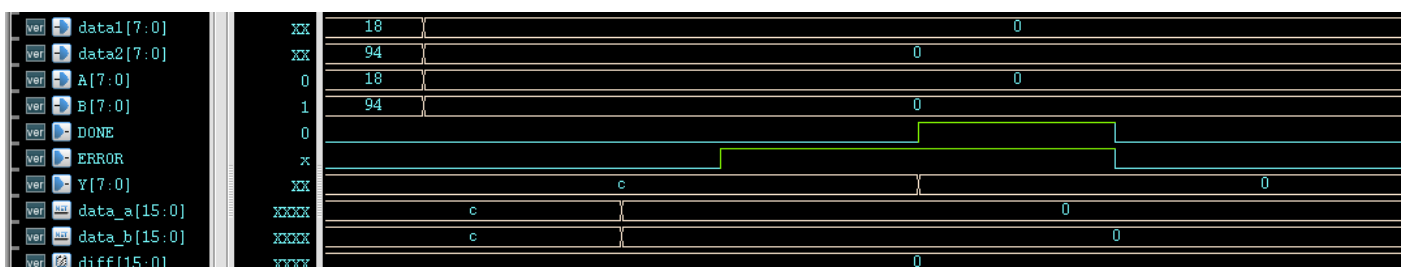 ver data1[7:0] xx 18 0
ver data2[7:0] xx 94 0
ver A[7:0] 0 18 0
ver B[7:0] 1 94 0
ver DONE 0
ver ERROR x
ver Y[7:0] xx c 0
ver NET data_a[15:0] xxxx c 0
ver NET data_b[15:0] xxxx c 0
ver diff[15:0] xxxx 0